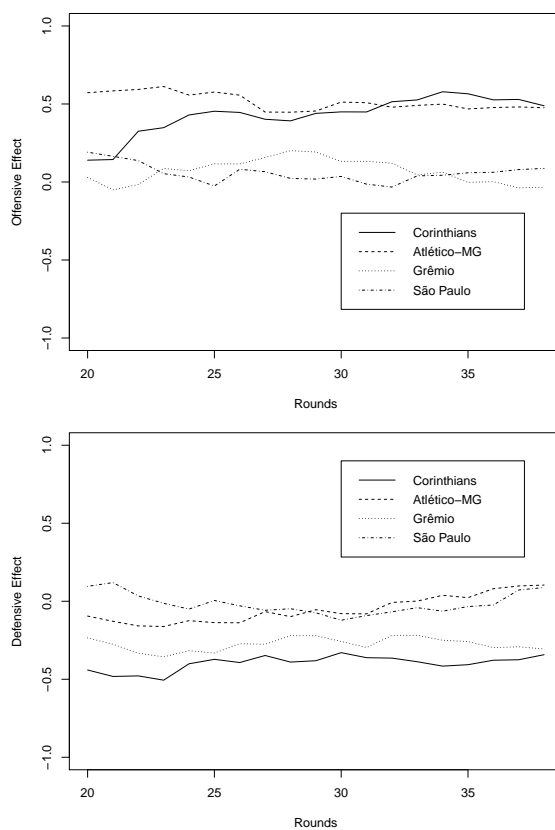 1.0
0.5
0.0
−0.5
−1.0
Offensive Effect
Corinthians
Atlético−MG
Grêmio
São Paulo
20 25 30 35
Rounds
1.0
0.5
0.0
−0.5
−1.0
Defensive Effect
Corinthians
Atlético−MG
Grêmio
São Paulo
20 25 30 35
Rounds